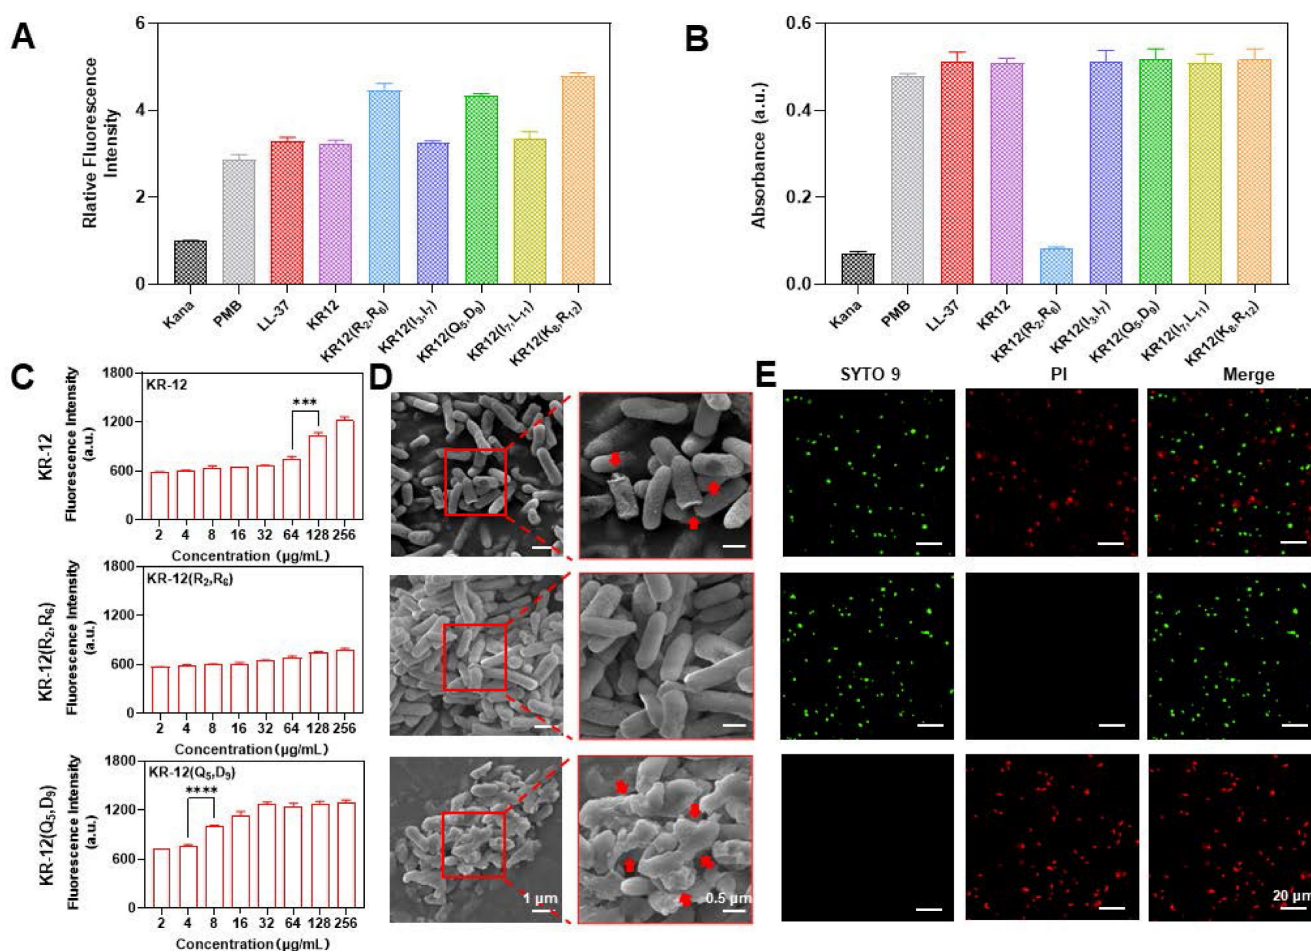 A
Rlative Fluorescence
Intensity
6
4
2
0
Kana
PMB
LL-37
KR12
KR12(R2,R6)
KR12(I3,I7)
KR12(Q5,D9)
KR12(I7,L11)
KR12(K8,R12)
B
Absorbance (a.u.)
0.6
0.4
0.2
0.0
Kana
PMB
LL-37
KR12
KR12(R2,R6)
KR12(I3,I7)
KR12(Q5,D9)
KR12(I7,L11)
KR12(K8,R12)
C
KR-12
Fluorescence Intensity
(a.u.)
1800
1200
600
0
KR-12
***
2 4 8 16 32 64 128 256
Concentration (μg/mL)
KR-12(R2,R6)
Fluorescence Intensity
(a.u.)
1800
1200
600
0
KR-12(R2,R6)
2 4 8 16 32 64 128 256
Concentration (μg/mL)
KR-12(Q5,D9)
Fluorescence Intensity
(a.u.)
1800
1200
600
0
KR-12(Q5,D9)
****
2 4 8 16 32 64 128 256
Concentration (μg/mL)
D
1 μm
0.5 μm
E
SYTO 9
PI
Merge
20 μm